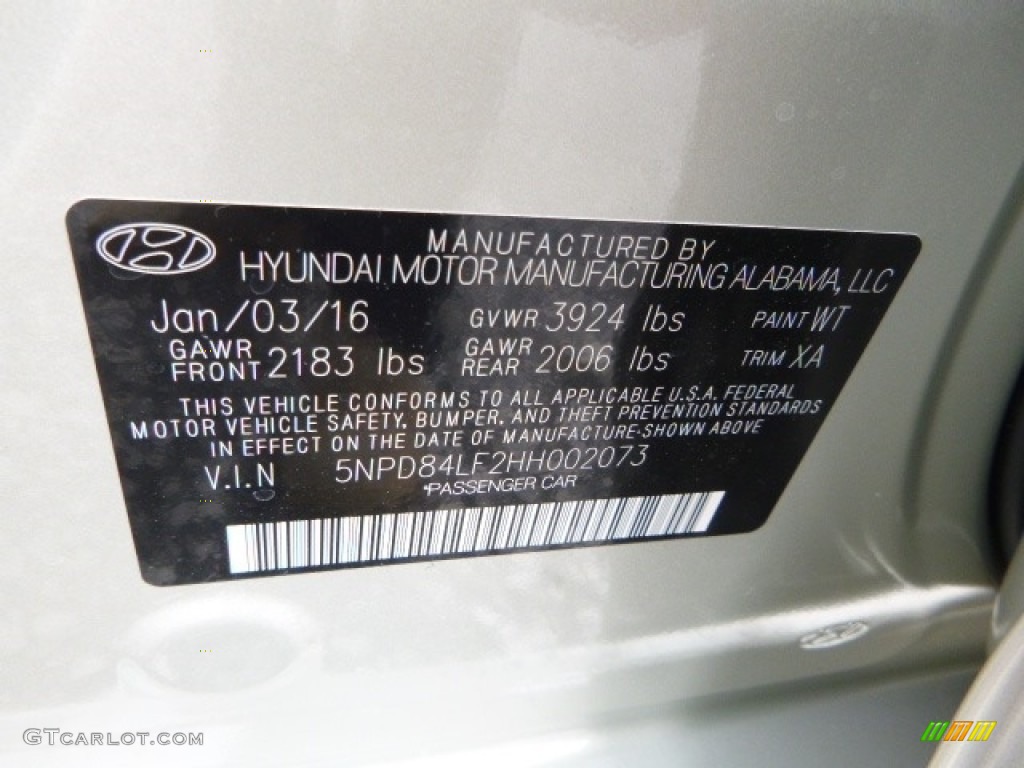 MANUFACTURED BY
HYUNDAI MOTOR MANUFACTURING ALABAMA, LLC
Jan/03/16 GVWR 3924 lbs PAINT WT
GAWR FRONT 2183 lbs GAWR REAR 2006 lbs TRIM XA
THIS VEHICLE CONFORMS TO ALL APPLICABLE U.S.A. FEDERAL
MOTOR VEHICLE SAFETY, BUMPER, AND THEFT PREVENTION STANDARDS
IN EFFECT ON THE DATE OF MANUFACTURE-SHOWN ABOVE
V.I.N 5NPD84LF2HH002073
*PASSENGER CAR
GTCARLOT.COM